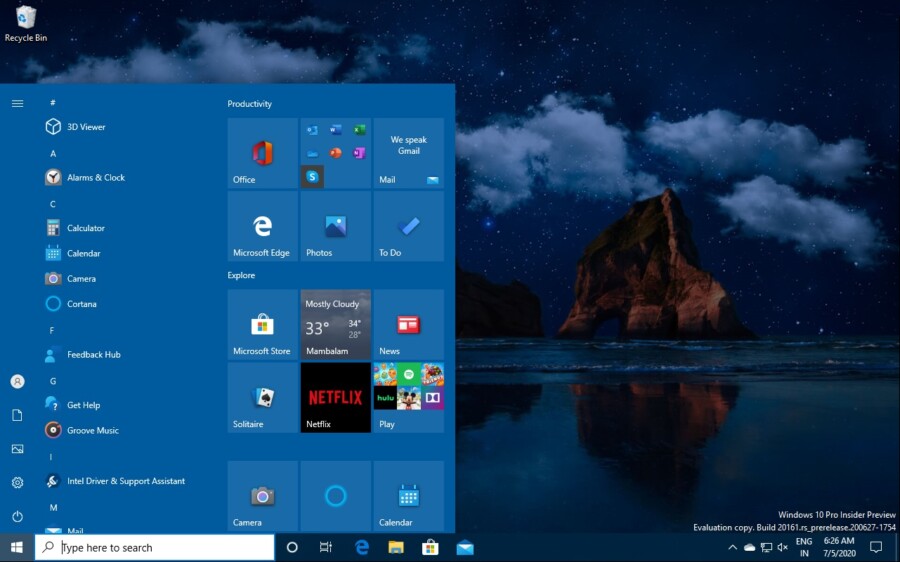 Recycle Bin
#
3D Viewer
A
Alarms & Clock
C
Calculator
Calendar
Camera
Cortana
F
Feedback Hub
G
Get Help
Groove Music
I
Intel Driver & Support Assistant
M
Mail
Productivity
Office
We speak
Gmail
Mail
Microsoft Edge
Photos
To Do
Explore
Microsoft Store
Mostly Cloudy
33°
34°
28°
Mambalam
News
Solitaire
NETFLIX
Netflix
hulu
Play
Camera
Calendar
Windows 10 Pro Insider Preview
Evaluation copy. Build 20161.rs_prerelease.200627-1754
Type here to search
ENG
IN
6:26 AM
7/5/2020